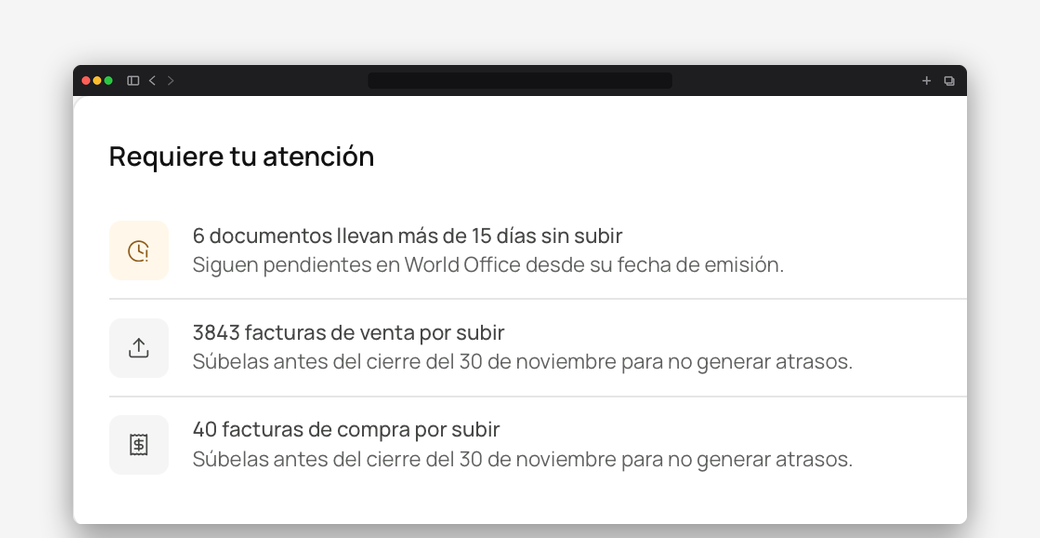 Requiere tu atención
6 documentos llevan más de 15 días sin subir
Siguen pendientes en World Office desde su fecha de emisión.
3843 facturas de venta por subir
Súbelas antes del cierre del 30 de noviembre para no generar atrasos.
40 facturas de compra por subir
Súbelas antes del cierre del 30 de noviembre para no generar atrasos.